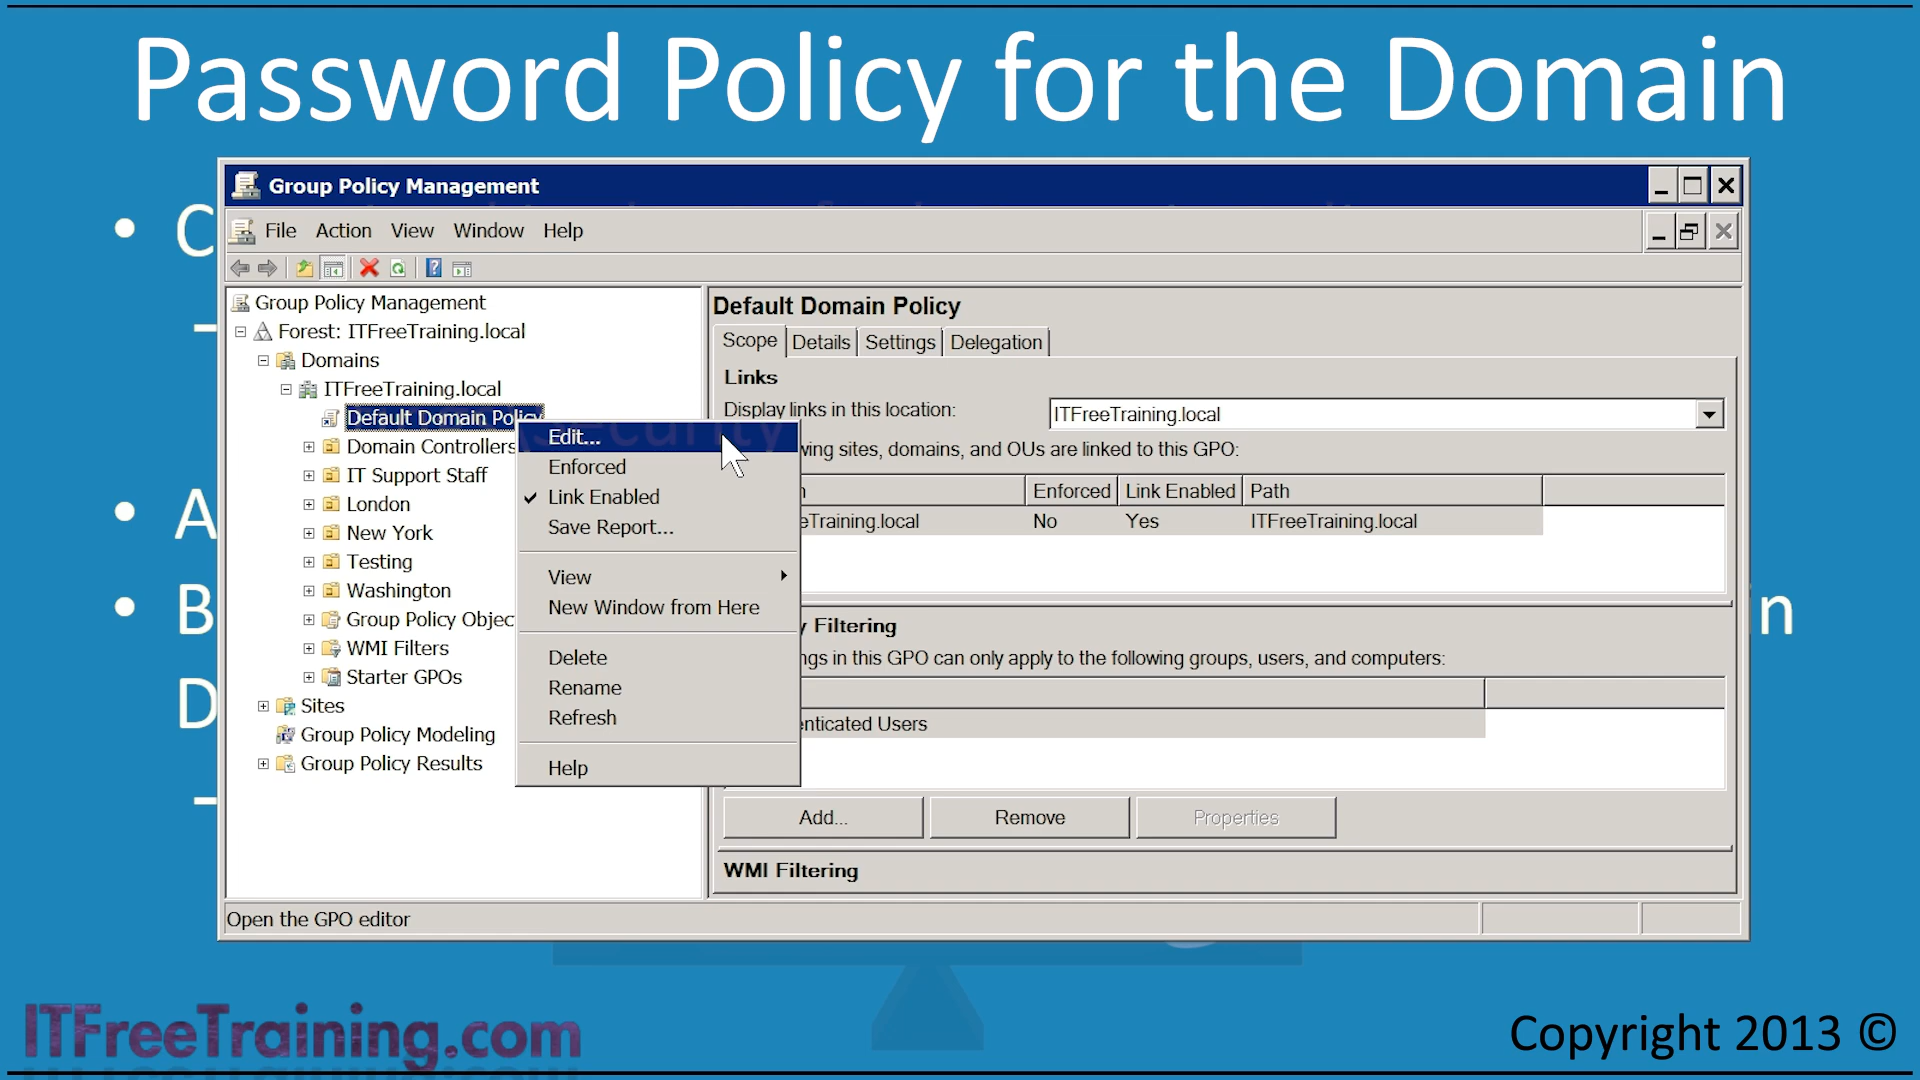 Password Policy for the Domain
Group Policy Management
File Action View Window Help
Group Policy Management
Forest: ITFreeTraining.local
Domains
ITFreeTraining.local
Default Domain Policy
Domain Controllers
IT Support Staff
London
New York
Testing
Washington
Group Policy Objec
WMI Filters
Starter GPOs
Sites
Group Policy Modeling
Group Policy Results
Edit...
Enforced
Link Enabled
Save Report...
View
New Window from Here
Delete
Rename
Refresh
Help
Default Domain Policy
Scope Details Settings Delegation
Links
Display links in this location: ITFreeTraining.local
wing sites, domains, and OUs are linked to this GPO:
Enforced Link Enabled Path
eTraining.local No Yes ITFreeTraining.local
y Filtering
ngs in this GPO can only apply to the following groups, users, and computers:
enticated Users
Add... Remove Properties
WMI Filtering
Open the GPO editor
C
A
B in
D
ITFreeTraining.com
Copyright 2013 ©